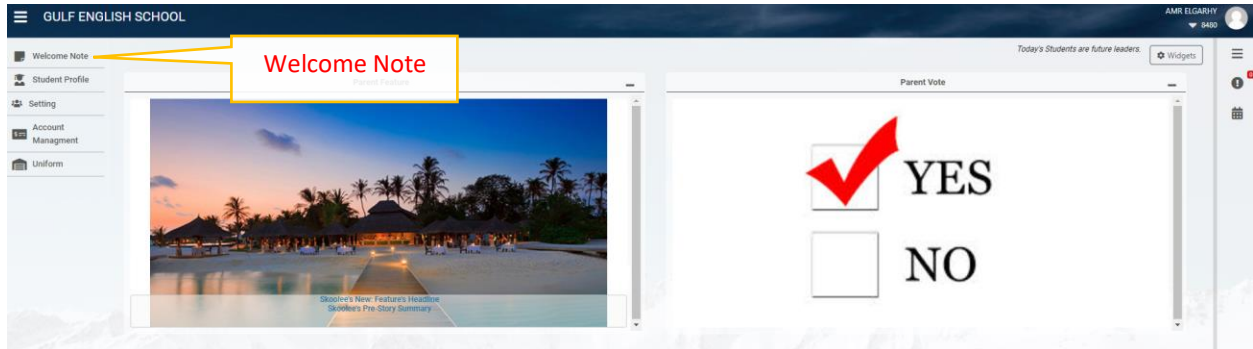 GULF ENGLISH SCHOOL
AMR ELGARHY
8480
Welcome Note
Student Profile
Setting
Account
Managment
Uniform
Welcome Note
Today's Students are future leaders.
Widgets
Parent Feature
Skoolee's New: Feature's Headline
Skoolee's Pre-Story Summary
Parent Vote
YES
NO